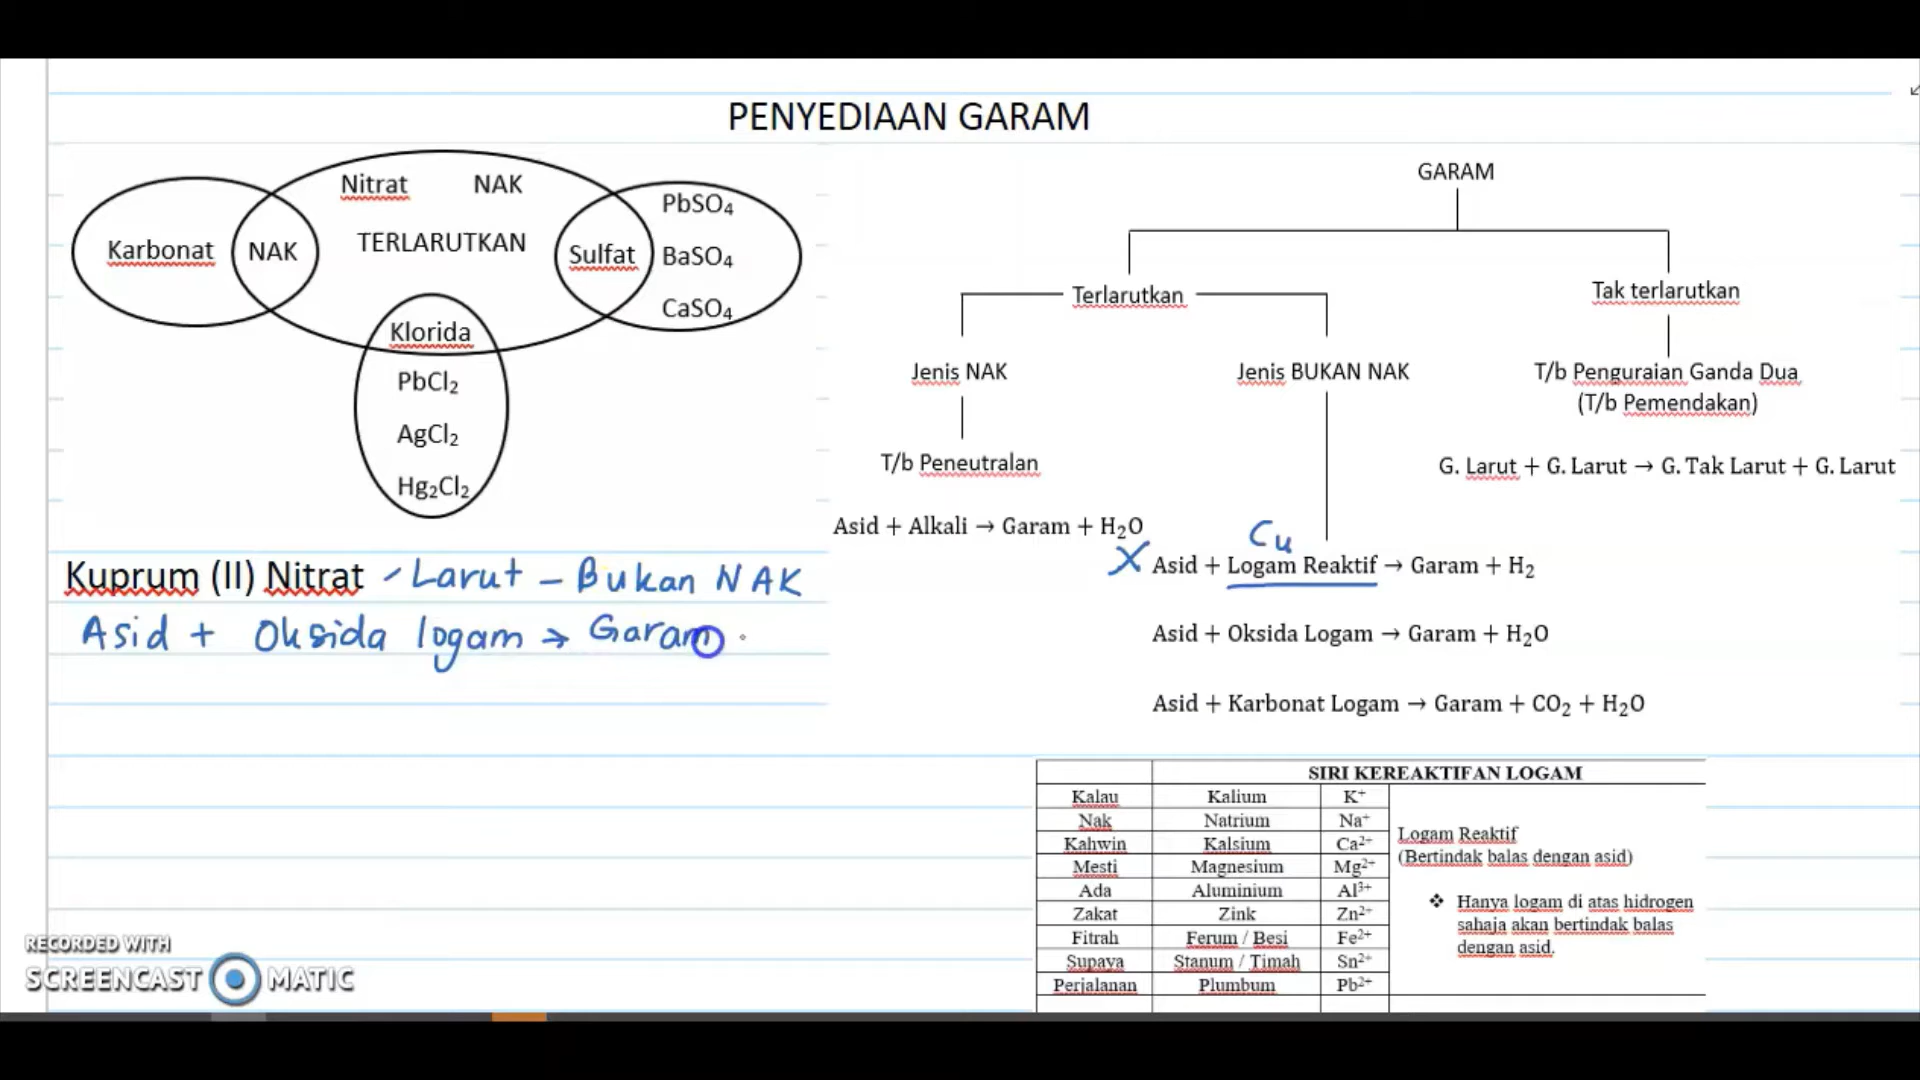 PENYEDIAAN GARAM
Nitrat NAK
Karbonat NAK TERLARUTKAN Sulfat
PbSO₄
BaSO₄
CaSO₄
Klorida
PbCl₂
AgCl₂
Hg₂Cl₂
GARAM
Terlarutkan Tak terlarutkan
Jenis NAK Jenis BUKAN NAK T/b Penguraian Ganda Dua
(T/b Pemendakan)
T/b Peneutralan G. Larut + G. Larut → G. Tak Larut + G. Larut
Asid + Alkali → Garam + H₂O
Cu
X Asid + Logam Reaktif → Garam + H₂
Asid + Oksida Logam → Garam + H₂O
Asid + Karbonat Logam → Garam + CO₂ + H₂O
Kuprum (II) Nitrat - Larut - Bukan NAK
Asid + Oksida logam → Garam
SIRI KEREAKTIFAN LOGAM
Kalau Kalium K⁺
Nak Natrium Na⁺
Kahwin Kalsium Ca²⁺
Mesti Magnesium Mg²⁺
Ada Aluminium Al³⁺
Zakat Zink Zn²⁺
Fitrah Ferum / Besi Fe²⁺
Supaya Stanum / Timah Sn²⁺
Perjalanan Plumbum Pb²⁺
Logam Reaktif
(Bertindak balas dengan asid)
❖ Hanya logam di atas hidrogen
sahaja akan bertindak balas
dengan asid.
RECORDED WITH
SCREENCAST MATIC